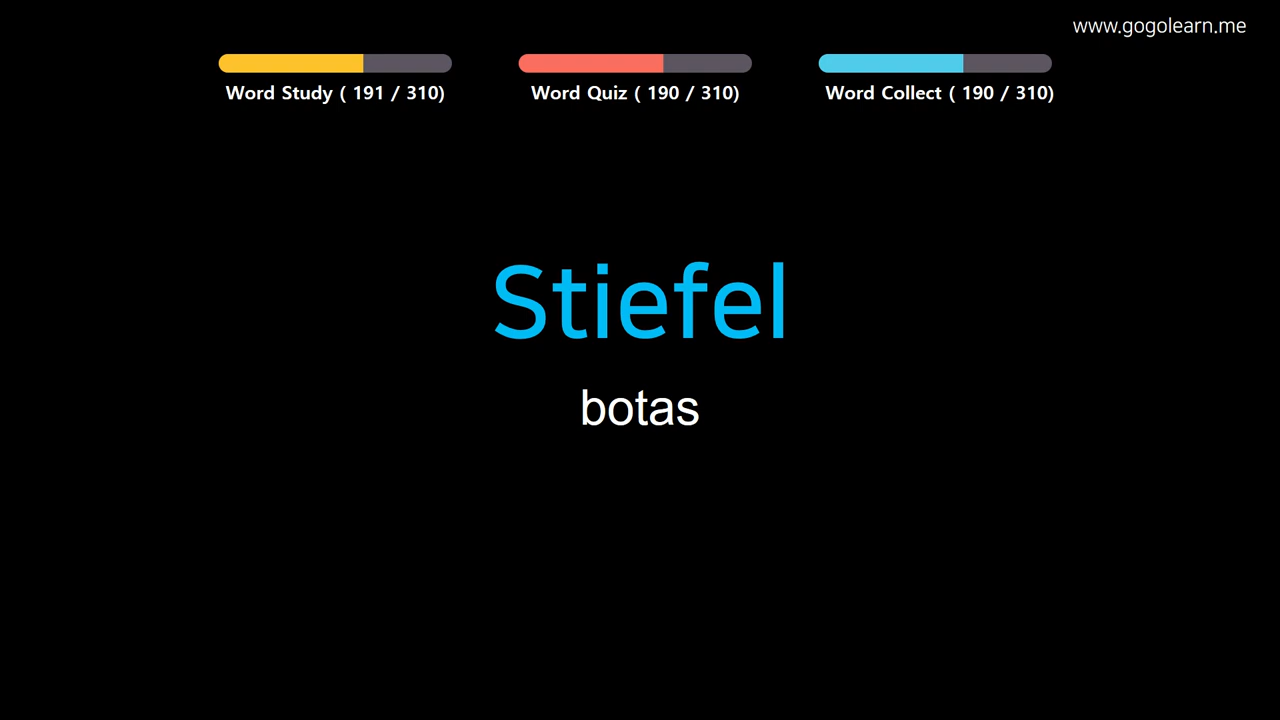 www.gogolearn.me
Word Study ( 191 / 310)
Word Quiz ( 190 / 310)
Word Collect ( 190 / 310)
Stiefel
botas